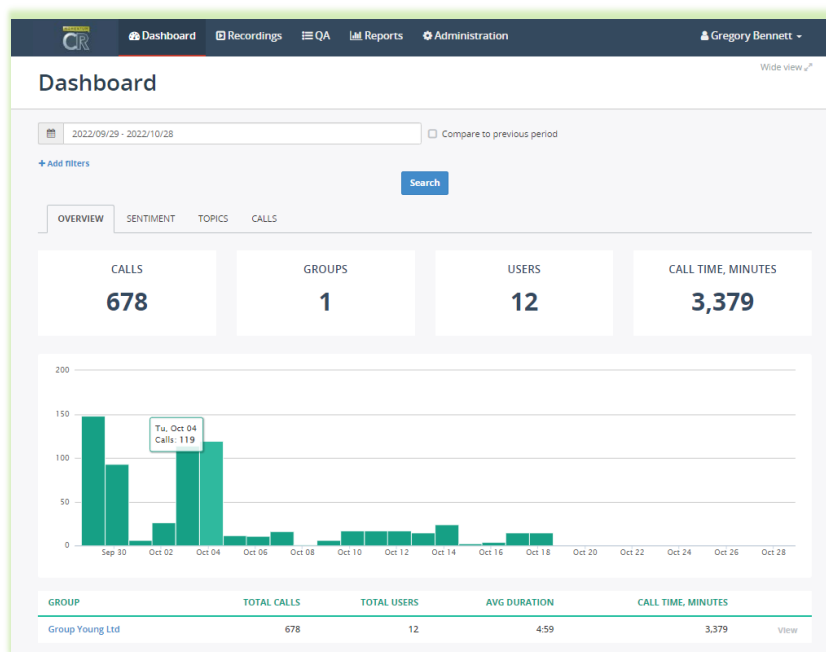 CR
Dashboard Recordings QA Reports Administration Gregory Bennett
Wide view
Dashboard
2022/09/29 - 2022/10/28 Compare to previous period
+ Add filters
Search
OVERVIEW SENTIMENT TOPICS CALLS
CALLS GROUPS USERS CALL TIME, MINUTES
678 1 12 3,379
200
150
Tu, Oct 04
Calls: 119
100
50
0
Sep 30 Oct 02 Oct 04 Oct 06 Oct 08 Oct 10 Oct 12 Oct 14 Oct 16 Oct 18 Oct 20 Oct 22 Oct 24 Oct 26 Oct 28
GROUP TOTAL CALLS TOTAL USERS AVG DURATION CALL TIME, MINUTES
Group Young Ltd 678 12 4:59 3,379 View